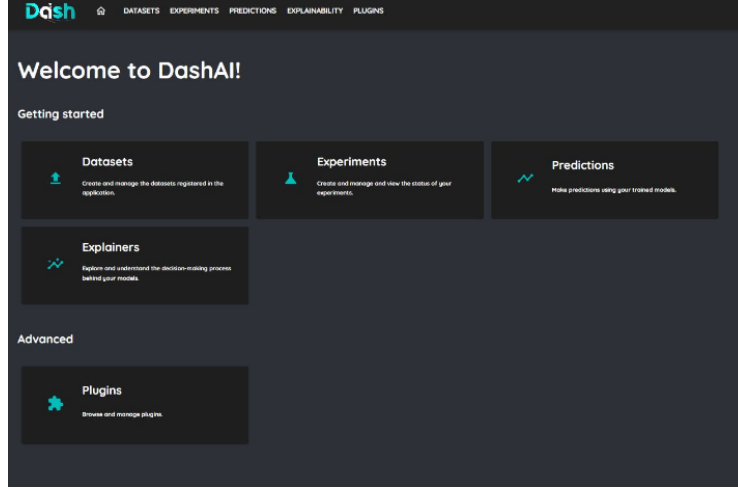 Dash
DATASETS EXPERIMENTS PREDICTIONS EXPLAINABILITY PLUGINS
Welcome to DashAI!
Getting started
Datasets
Create and manage the datasets registered in the
application.
Experiments
Create and manage and view the status of your
experiments.
Predictions
Make predictions using your trained models.
Explainers
Explore and understand the decision-making process
behind your models.
Advanced
Plugins
Browse and manage plugins.